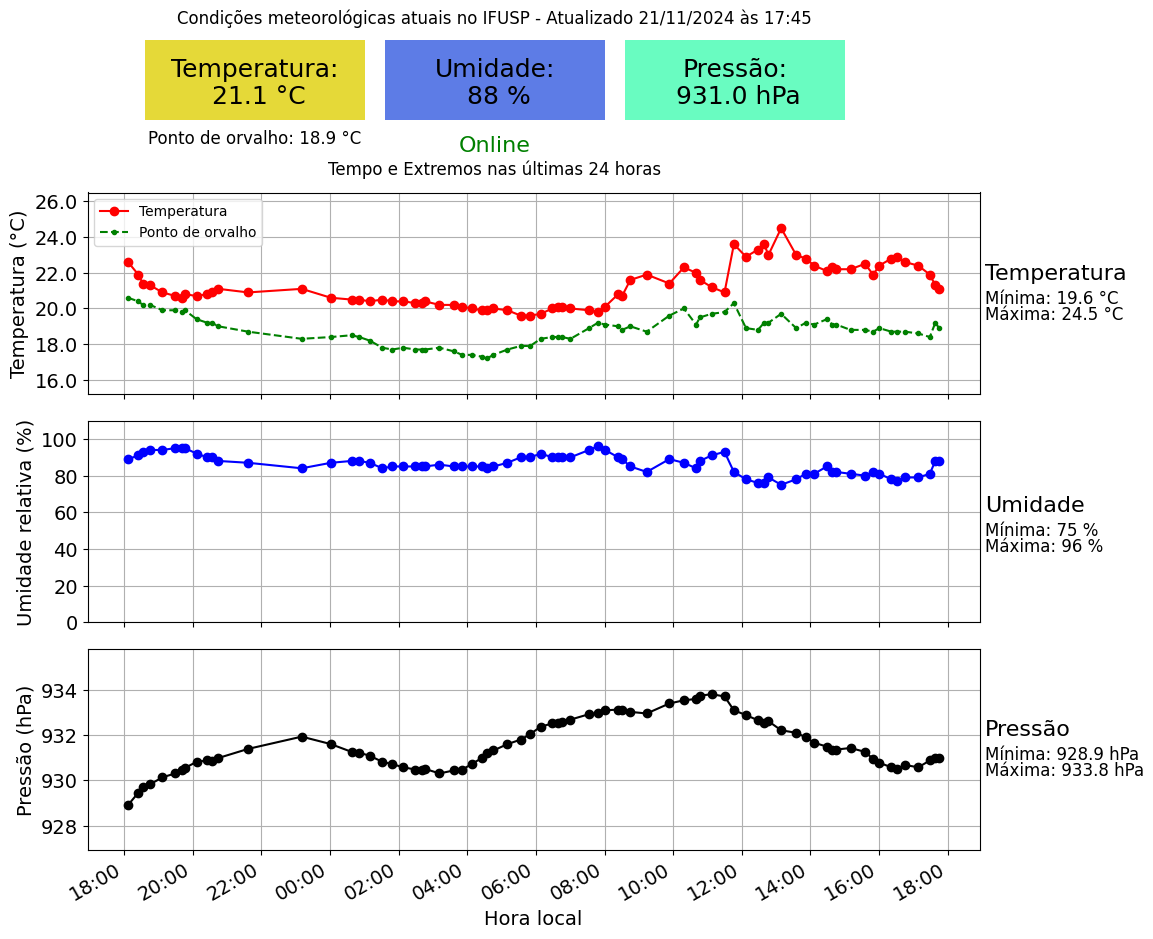 Condições meteorológicas atuais no IFUSP - Atualizado 21/11/2024 às 17:45
Temperatura:
21.1 °C
Umidade:
88 %
Pressão:
931.0 hPa
Ponto de orvalho: 18.9 °C
Online
Tempo e Extremos nas últimas 24 horas
Temperatura (°C)
26.0
24.0
22.0
20.0
18.0
16.0
Temperatura
Ponto de orvalho
Temperatura
Mínima: 19.6 °C
Máxima: 24.5 °C
Umidade relativa (%)
100
80
60
40
20
0
Umidade
Mínima: 75 %
Máxima: 96 %
Pressão (hPa)
934
932
930
928
Pressão
Mínima: 928.9 hPa
Máxima: 933.8 hPa
18:00 20:00 22:00 00:00 02:00 04:00 06:00 08:00 10:00 12:00 14:00 16:00 18:00
Hora local